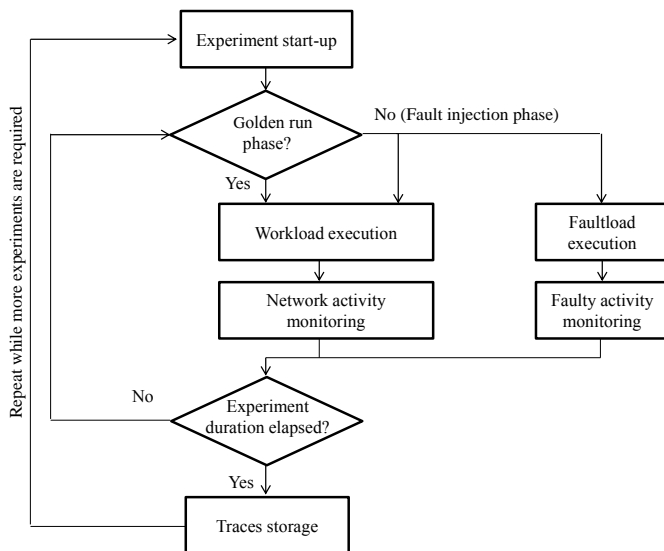 Experiment start-up
Golden run
phase?
No (Fault injection phase)
Yes
Workload execution
Faultload
execution
Network activity
monitoring
Faulty activity
monitoring
No
Experiment
duration elapsed?
Yes
Traces storage
Repeat while more experiments are required